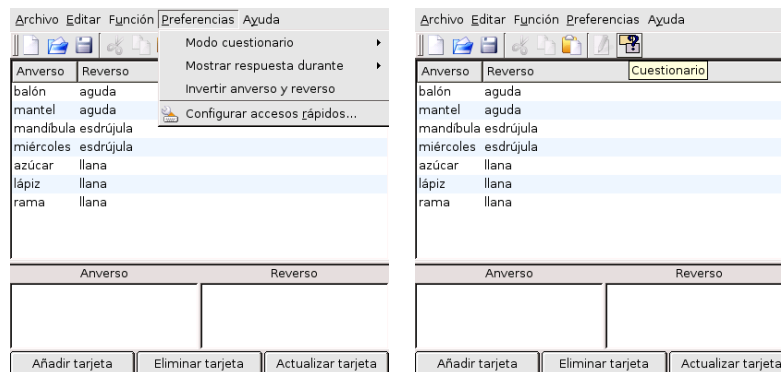 Archivo Editar Función Preferencias Ayuda
Modo cuestionario
Mostrar respuesta durante
Invertir anverso y reverso
Configurar accesos rápidos...
Anverso Reverso
balón aguda
mantel aguda
mandíbula esdrújula
miércoles esdrújula
azúcar llana
lápiz llana
rama llana
Anverso Reverso
Añadir tarjeta Eliminar tarjeta Actualizar tarjeta
Archivo Editar Función Preferencias Ayuda
Cuestionario
Anverso Reverso
balón aguda
mantel aguda
mandíbula esdrújula
miércoles esdrújula
azúcar llana
lápiz llana
rama llana
Anverso Reverso
Añadir tarjeta Eliminar tarjeta Actualizar tarjeta